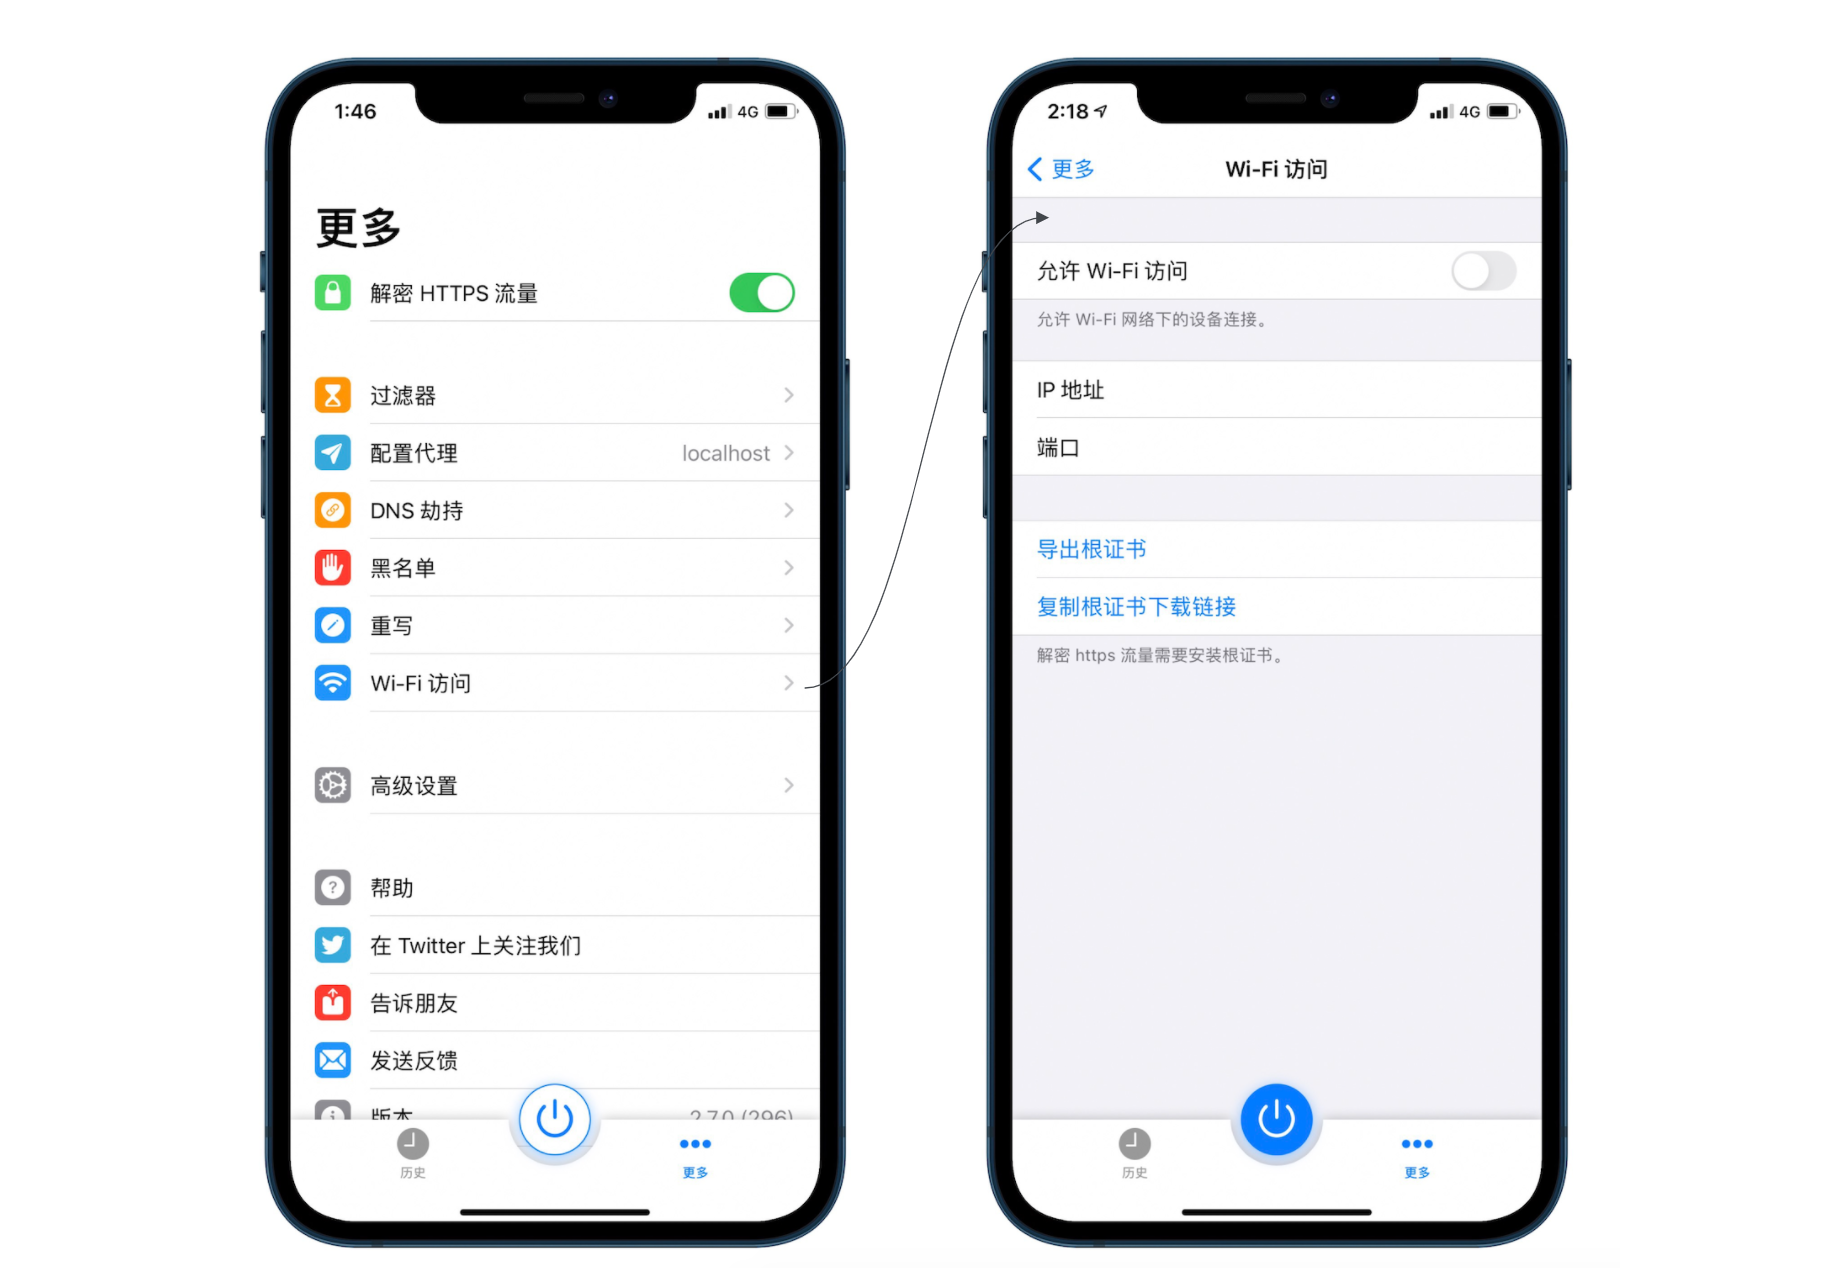 1:46
4G
更多
解密 HTTPS 流量
过滤器
配置代理 localhost
DNS 劫持
黑名单
重写
Wi-Fi 访问
高级设置
帮助
在 Twitter 上关注我们
告诉朋友
发送反馈
版本 2.7.0 (296)
历史
更多
2:18
4G
更多
Wi-Fi 访问
允许 Wi-Fi 访问
允许 Wi-Fi 网络下的设备连接。
IP 地址
端口
导出根证书
复制根证书下载链接
解密 https 流量需要安装根证书。
历史
更多